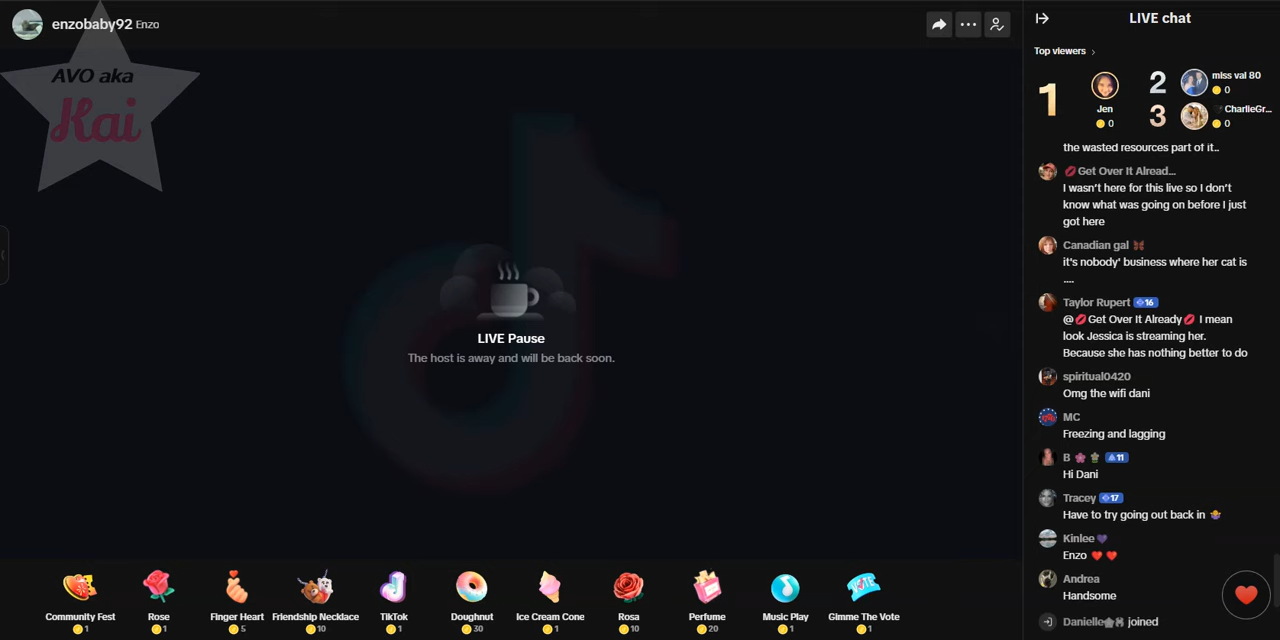 enzobaby92 Enzo
AVO aka
Kai
LIVE Pause
The host is away and will be back soon.
Community Fest
1
Rose
1
Finger Heart
5
Friendship Necklace
10
TikTok
1
Doughnut
30
Ice Cream Cone
1
Rosa
10
Perfume
20
Music Play
1
VOTE
Gimme The Vote
1
LIVE chat
Top viewers
1
Jen
0
2
miss val 80
0
3
CharlieGr...
0
the wasted resources part of it..
Get Over It Alread...
I wasn't here for this live so I don't
know what was going on before I just
got here
Canadian gal
it's nobody' business where her cat is
....
Taylor Rupert 16
@💋Get Over It Already💋 I mean
look Jessica is streaming her.
Because she has nothing better to do
spiritual0420
Omg the wifi dani
MC
Freezing and lagging
B 11
Hi Dani
Tracey 17
Have to try going out back in
Kinlee
Enzo
Andrea
Handsome
Danielle joined